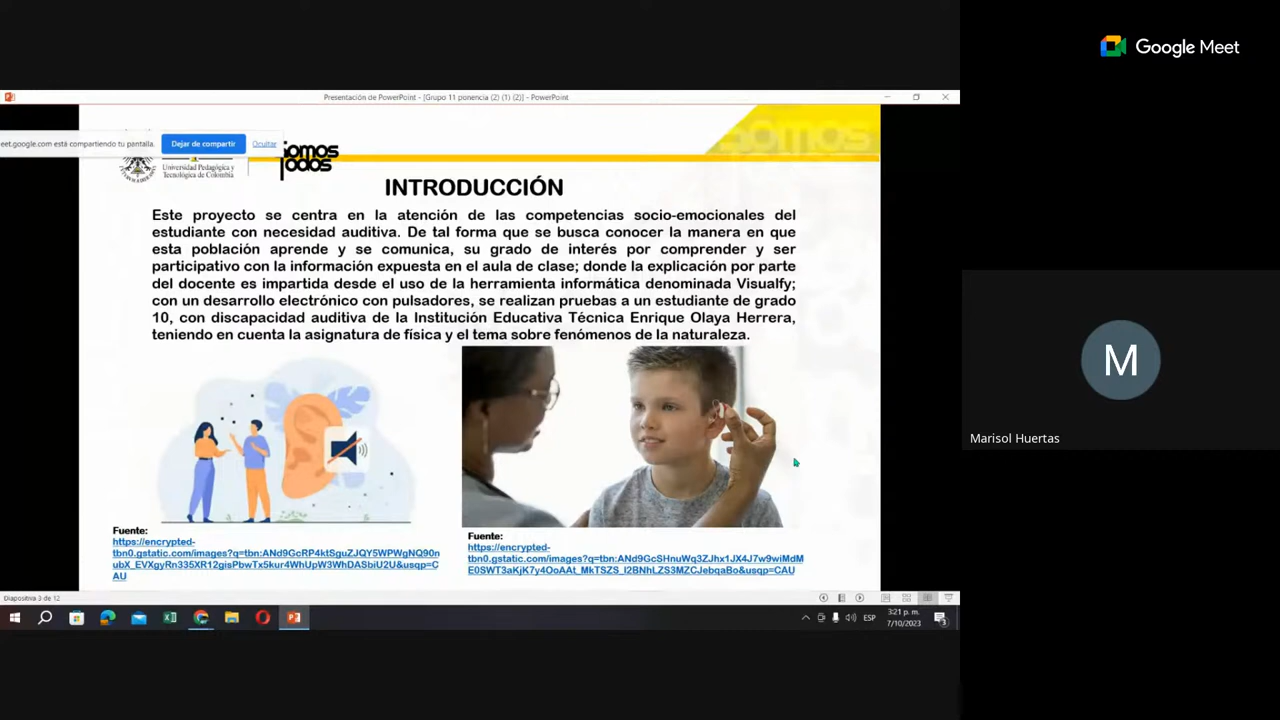 Google Meet
Presentación de PowerPoint - [Grupo 11 ponencia (2) (1) (2)] - PowerPoint
eet.google.com está compartiendo tu pantalla.
Dejar de compartir
Ocultar
Universidad Pedagógica y
Tecnológica de Colombia
Somos
Todos
INTRODUCCIÓN
Este proyecto se centra en la atención de las competencias socio-emocionales del
estudiante con necesidad auditiva. De tal forma que se busca conocer la manera en que
esta población aprende y se comunica, su grado de interés por comprender y ser
participativo con la información expuesta en el aula de clase; donde la explicación por parte
del docente es impartida desde el uso de la herramienta informática denominada Visualfy;
con un desarrollo electrónico con pulsadores, se realizan pruebas a un estudiante de grado
10, con discapacidad auditiva de la Institución Educativa Técnica Enrique Olaya Herrera,
teniendo en cuenta la asignatura de física y el tema sobre fenómenos de la naturaleza.
Fuente:
https://encrypted-
tbn0.gstatic.com/images?q=tbn:ANd9GcRP4ktSguZJQY5WPWgNQ90n
ubX_EVXgyRn335XR12gisPbwTx5kur4WhUpW3WhDASbiU2U&usqp=C
AU
Fuente:
https://encrypted-
tbn0.gstatic.com/images?q=tbn:ANd9GcSHnuWq3ZJhx1JX4J7w9wiMdM
E0SWT3aKjK7y4OoAAt_MkTSZS_I2BNhLZS3MZCJebqaBo&usqp=CAU
Diapositiva 3 de 12
ESP
3:21 p. m.
7/10/2023
3
M
Marisol Huertas